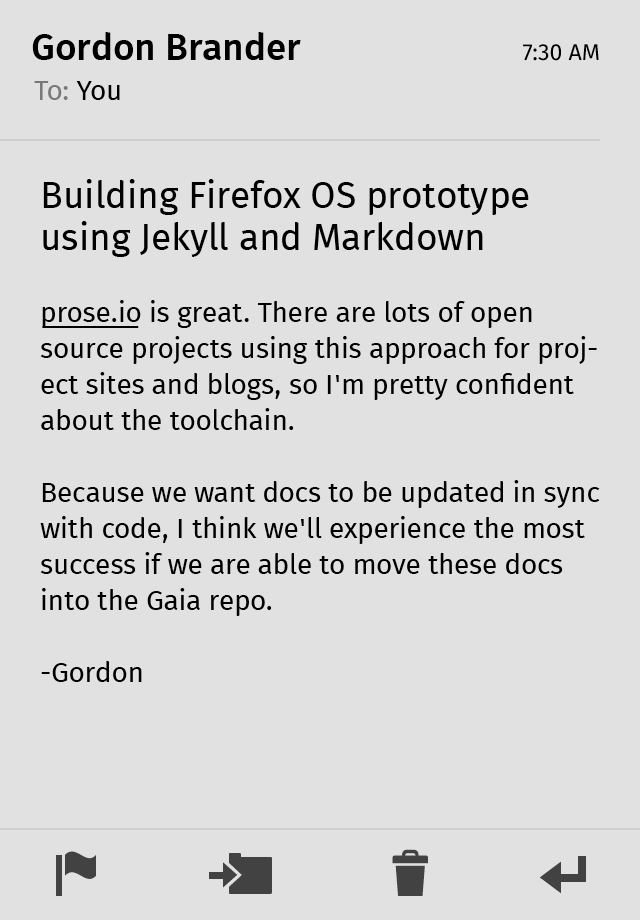 Gordon Brander
7:30 AM
To: You
Building Firefox OS prototype
using Jekyll and Markdown
prose.io is great. There are lots of open
source projects using this approach for proj-
ect sites and blogs, so I'm pretty confident
about the toolchain.
Because we want docs to be updated in sync
with code, I think we'll experience the most
success if we are able to move these docs
into the Gaia repo.
-Gordon